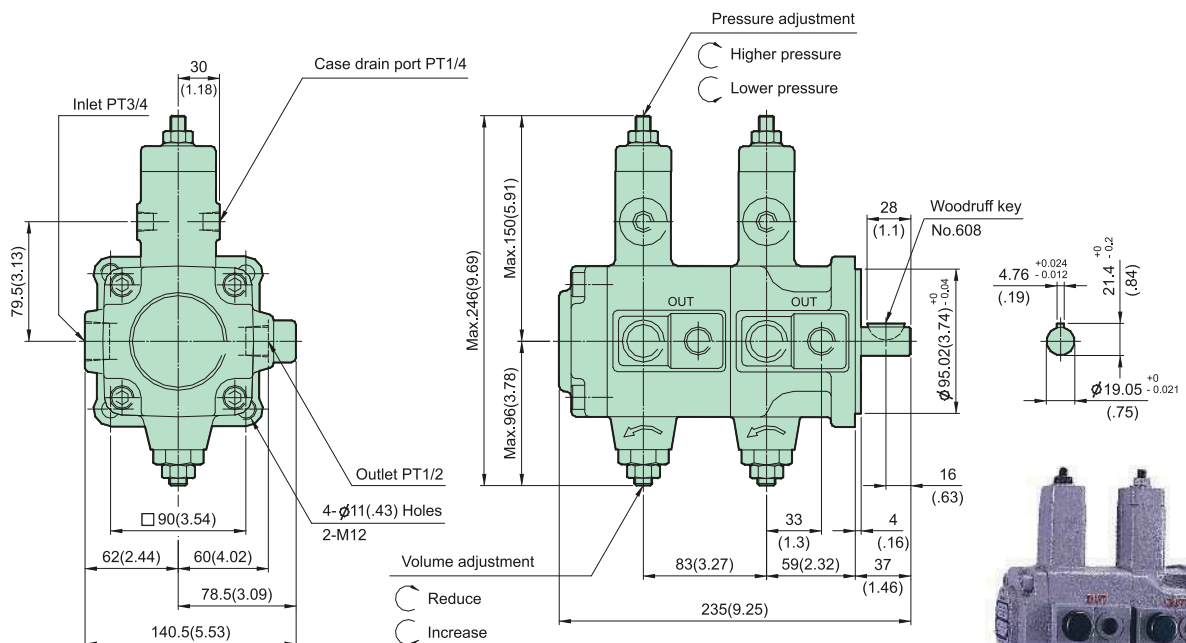 Pressure adjustment
Higher pressure
Lower pressure
30
(1.18)
Case drain port PT1/4
Inlet PT3/4
79.5(3.13)
Max.246(9.69)
Max.150(5.91)
Max.96(3.78)
28
(1.1)
Woodruff key
No.608
OUT
OUT
ϕ95.02(3.74) +0 -0.04
4.76 +0.024 -0.012
(.19)
21.4 +0 -0.2
(.84)
ϕ19.05 +0 -0.021
(.75)
Outlet PT1/2
4-ϕ11(.43) Holes
2-M12
□90(3.54)
62(2.44)
60(4.02)
78.5(3.09)
140.5(5.53)
Volume adjustment
Reduce
Increase
16
(.63)
33
(1.3)
4
(.16)
83(3.27)
59(2.32)
37
(1.46)
235(9.25)
OUT